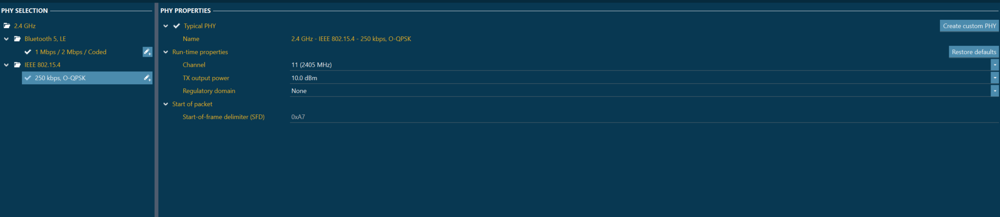 PHY SELECTION
2.4 GHz
Bluetooth 5, LE
1 Mbps / 2 Mbps / Coded
IEEE 802.15.4
250 kbps, O-QPSK
PHY PROPERTIES
Typical PHY
Create custom PHY
Name 2.4 GHz - IEEE 802.15.4 - 250 kbps, O-QPSK
Run-time properties
Restore defaults
Channel 11 (2405 MHz)
TX output power 10.0 dBm
Regulatory domain None
Start of packet
Start-of-frame delimiter (SFD) 0xA7